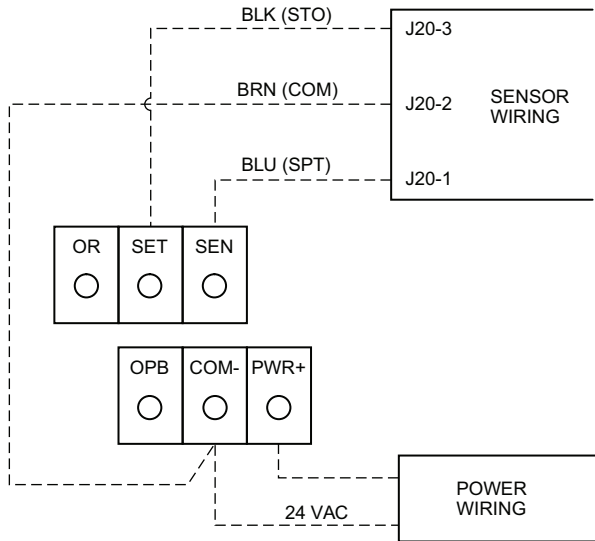 BLK (STO)
J20-3
BRN (COM)
J20-2
SENSOR
WIRING
BLU (SPT)
J20-1
OR
SET
SEN
OPB
COM-
PWR+
24 VAC
POWER
WIRING